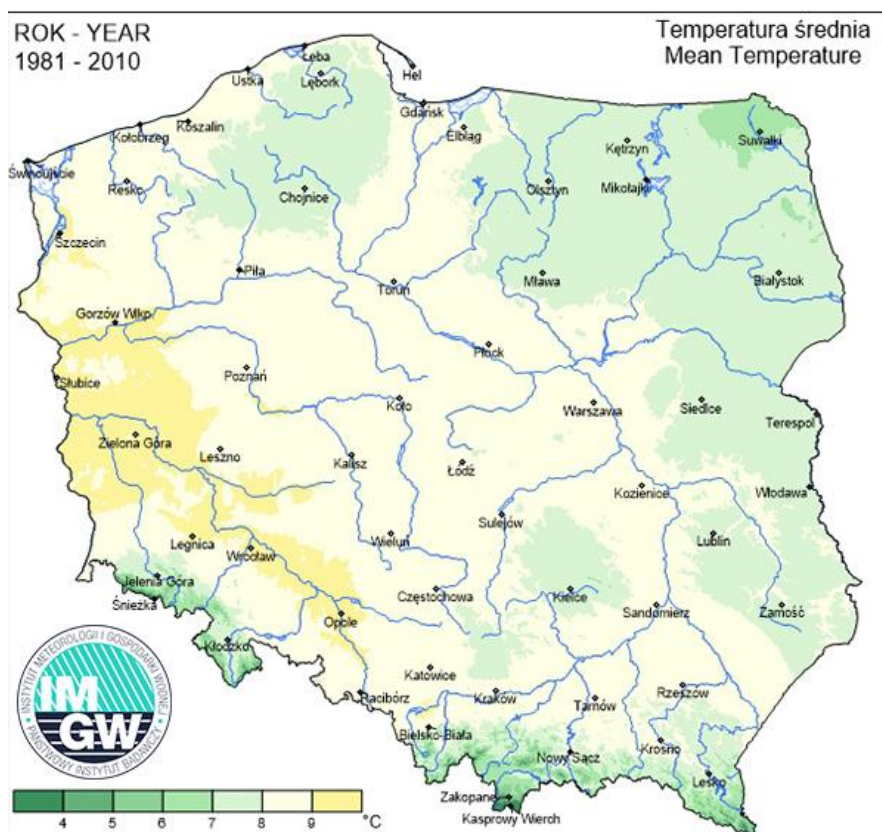 ROK - YEAR
1981 - 2010
Temperatura średnia
Mean Temperature
Łeba
Ustka
Lębork
Hel
Gdańsk
Elbląg
Koszalin
Kołobrzeg
Świnoujście
Resko
Chojnice
Kętrzyn
Suwałki
Olsztyn
Mikołajki
Szczecin
Piła
Toruń
Mława
Białystok
Gorzów Wlkp
Płock
Słubice
Poznań
Koło
Warszawa
Siedlce
Terespol
Zielona Góra
Leszno
Kalisz
Łódź
Kozienice
Włodawa
Sulejów
Legnica
Wrocław
Wieluń
Lublin
Jelenia Góra
Śnieżka
Częstochowa
Kielce
Sandomierz
Zamość
Opole
Kłodzko
Katowice
Racibórz
Kraków
Tarnów
Rzeszów
Bielsko-Biała
Nowy Sącz
Krosno
Lesko
Zakopane
Kasprowy Wierch
INSTYTUT METEOROLOGII I GOSPODARKI WODNEJ
IM
GW
PAŃSTWOWY INSTYTUT BADAWCZY
4 5 6 7 8 9 °C